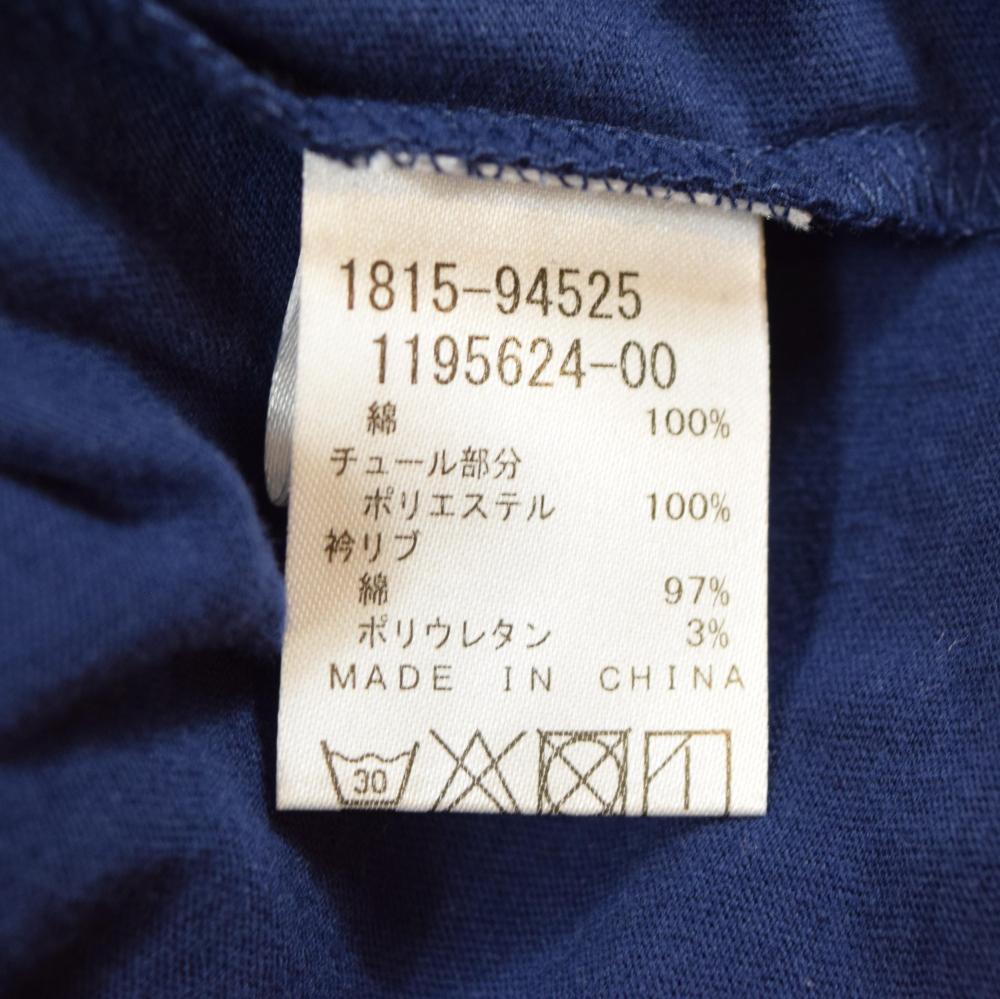 1815-94525
1195624-00
綿 100%
チュール部分
ポリエステル 100%
衿リブ
綿 97%
ポリウレタン 3%
MADE IN CHINA
30